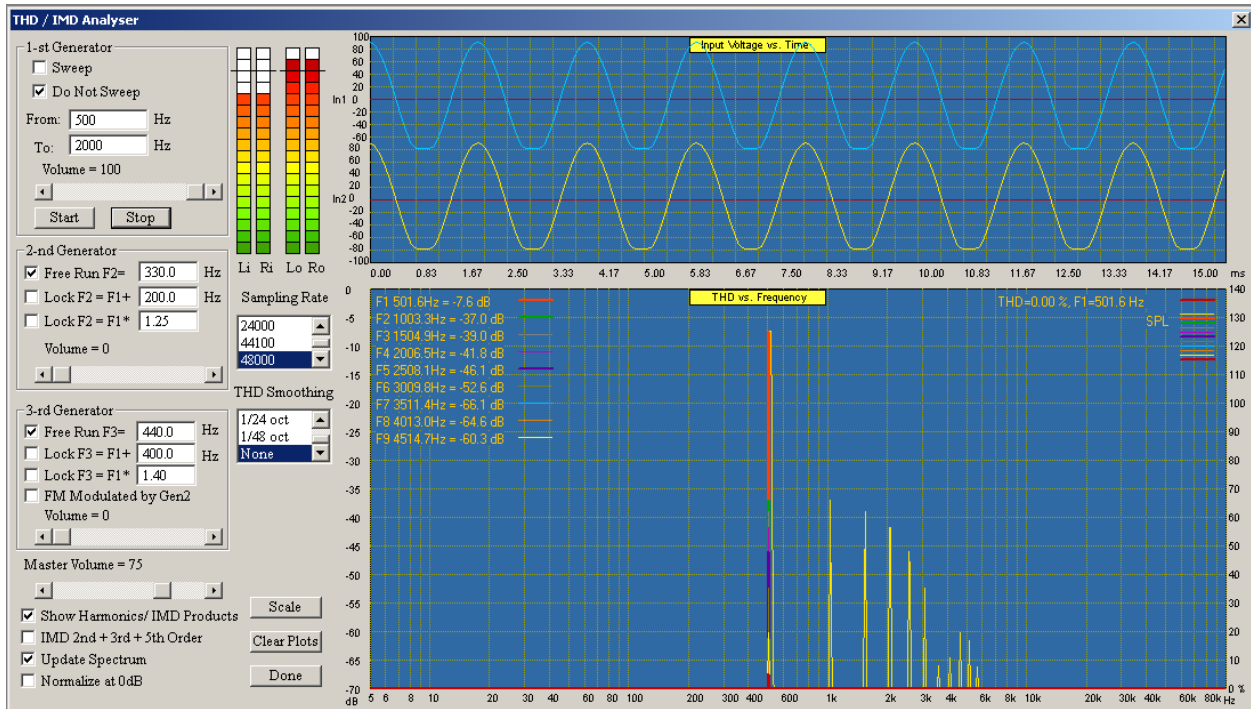 THD / IMD Analyser
1-st Generator
Sweep
Do Not Sweep
From: 500 Hz
To: 2000 Hz
Volume = 100
Start Stop
2-nd Generator
Free Run F2= 330.0 Hz
Lock F2 = F1+ 200.0 Hz
Lock F2 = F1* 1.25
Volume = 0
3-rd Generator
Free Run F3= 440.0 Hz
Lock F3 = F1+ 400.0 Hz
Lock F3 = F1* 1.40
FM Modulated by Gen2
Volume = 0
Master Volume = 75
Show Harmonics/ IMD Products
IMD 2nd + 3rd + 5th Order
Update Spectrum
Normalize at 0dB
Li Ri Lo Ro
Sampling Rate
24000
44100
48000
THD Smoothing
1/24 oct
1/48 oct
None
Scale
Clear Plots
Done
Input Voltage vs. Time
100
80
60
40
20
In1 0
-20
-40
-60
80
60
40
20
In2 0
-20
-40
-60
-80
-100
0.00 0.83 1.67 2.50 3.33 4.17 5.00 5.83 6.67 7.50 8.33 9.17 10.00 10.83 11.67 12.50 13.33 14.17 15.00 ms
THD vs. Frequency
F1 501.6Hz = -7.6 dB
F2 1003.3Hz = -37.0 dB
F3 1504.9Hz = -39.0 dB
F4 2006.5Hz = -41.8 dB
F5 2508.1Hz = -46.1 dB
F6 3009.8Hz = -52.6 dB
F7 3511.4Hz = -66.1 dB
F8 4013.0Hz = -64.6 dB
F9 4514.7Hz = -60.3 dB
THD=0.00 %, F1=501.6 Hz
SPL
0
-5
-10
-15
-20
-25
-30
-35
-40
-45
-50
-55
-60
-65
-70
dB
140
130
120
110
100
90
80
70
60
50
40
30
20
10
0 %
5 6 8 10 20 30 40 60 80 100 200 300 400 600 1k 2k 3k 4k 6k 8k 10k 20k 30k 40k 60k 80k Hz